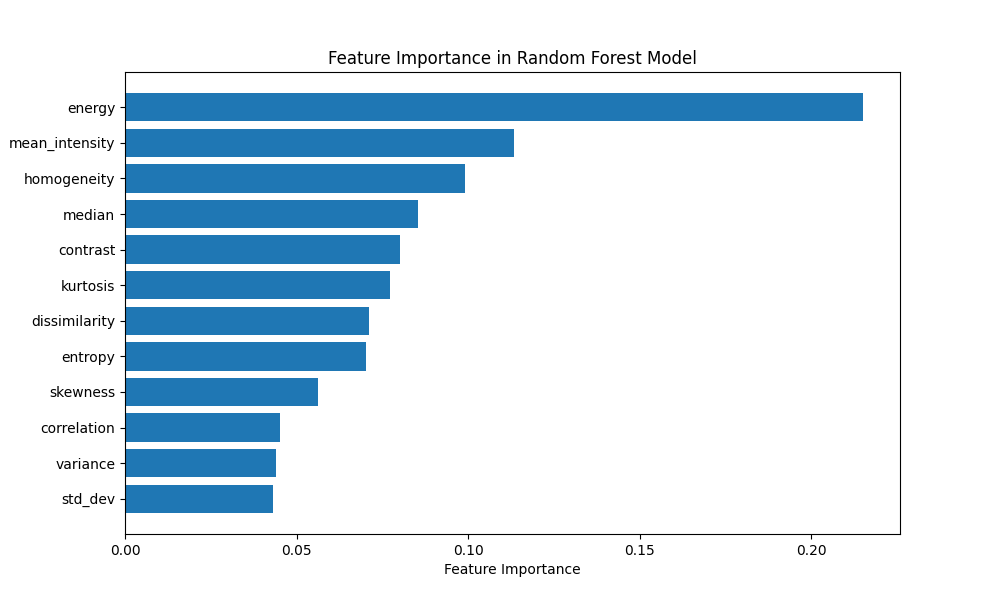 Feature Importance in Random Forest Model
energy
mean_intensity
homogeneity
median
contrast
kurtosis
dissimilarity
entropy
skewness
correlation
variance
std_dev
0.00 0.05 0.10 0.15 0.20
Feature Importance